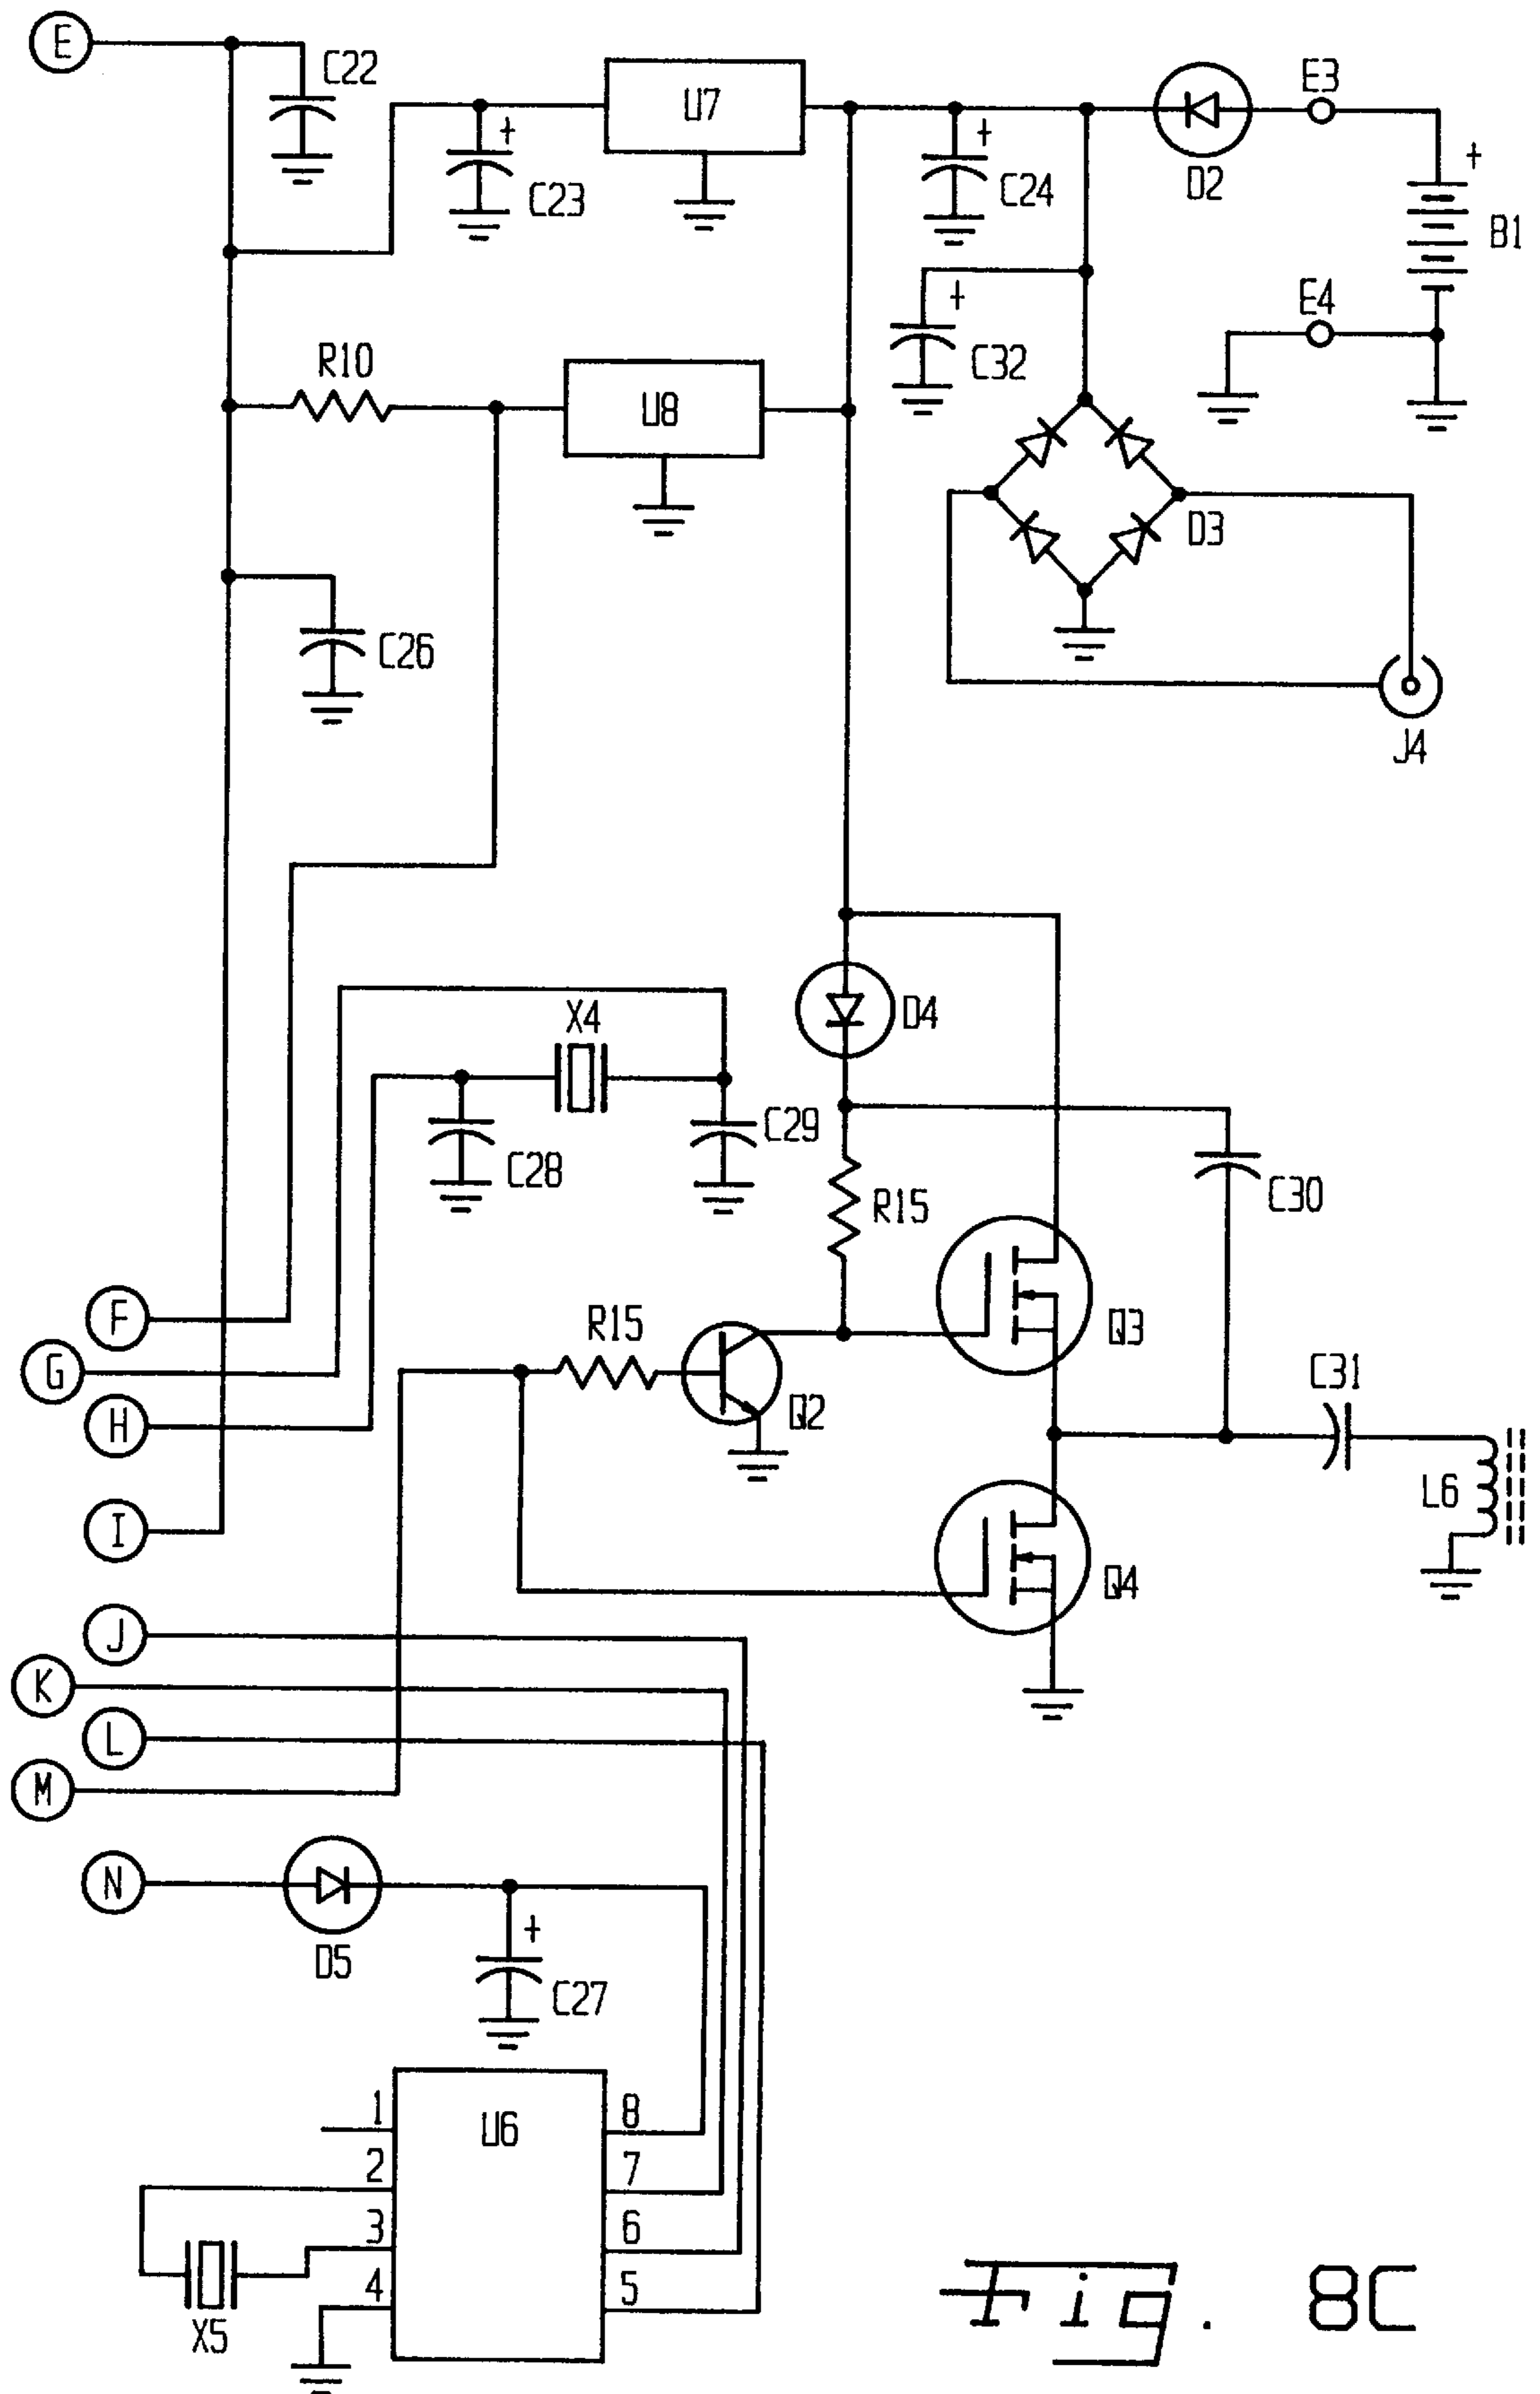 E
C22
+
C23
U7
+
C24
D2
E3
+
B1
E4
+
C32
R10
U8
D3
C26
J4
D4
X4
C28
C29
R15
C30
F
G
H
I
R15
Q2
Q3
C31
L6
Q4
J
K
L
M
N
D5
+
C27
U6
1
2
3
4
8
7
6
5
X5
Fig. 8C